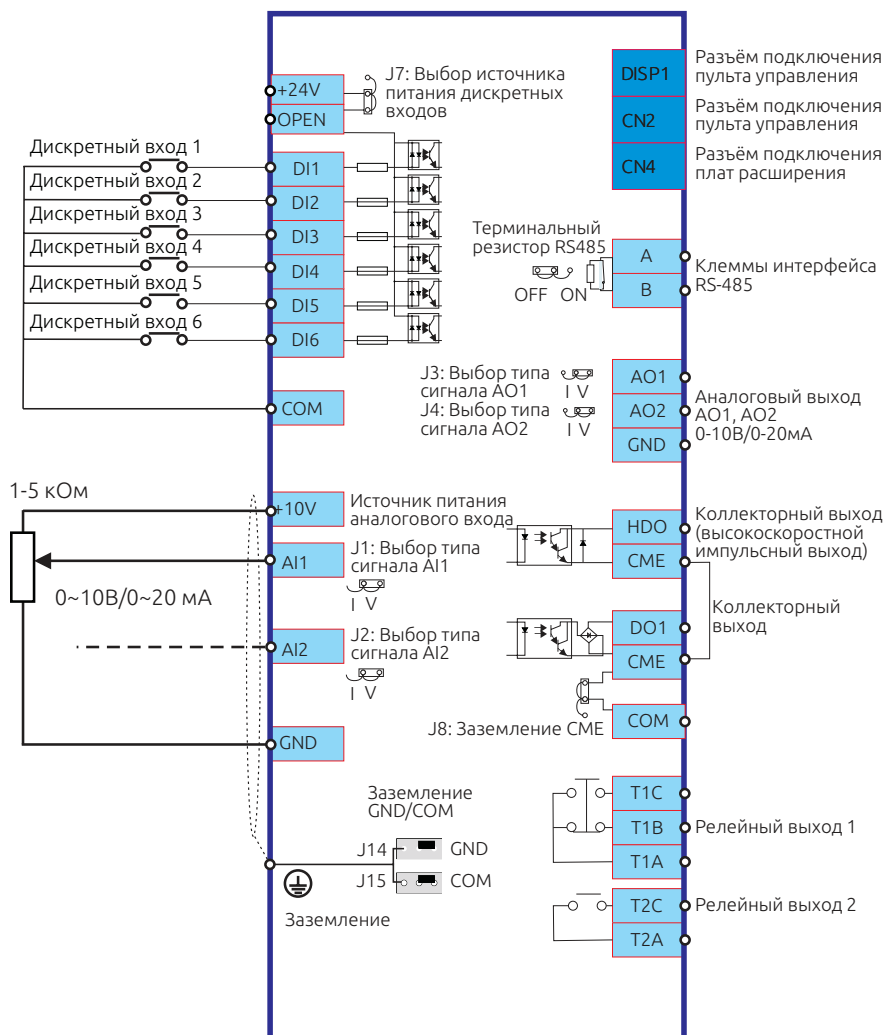 +24V
OPEN
J7: Выбор источника
питания дискретных
входов
Дискретный вход 1
Дискретный вход 2
Дискретный вход 3
Дискретный вход 4
Дискретный вход 5
Дискретный вход 6
DI1
DI2
DI3
DI4
DI5
DI6
COM
DISP1
Разъём подключения
пульта управления
CN2
Разъём подключения
пульта управления
CN4
Разъём подключения
плат расширения
Терминальный
резистор RS485
OFF ON
A
B
Клеммы интерфейса
RS-485
J3: Выбор типа
сигнала AO1
I V
J4: Выбор типа
сигнала AO2
I V
AO1
AO2
GND
Аналоговый выход
AO1, AO2
0-10В/0-20мА
1-5 кОм
0~10В/0~20 мА
+10V
Источник питания
аналогового входа
AI1
J1: Выбор типа
сигнала AI1
I V
AI2
J2: Выбор типа
сигнала AI2
I V
GND
HDO
CME
Коллекторный выход
(высокоскоростной
импульсный выход)
DO1
CME
Коллекторный
выход
COM
J8: Заземление CME
Заземление
GND/COM
J14
GND
J15
COM
Заземление
T1C
T1B
T1A
Релейный выход 1
T2C
T2A
Релейный выход 2